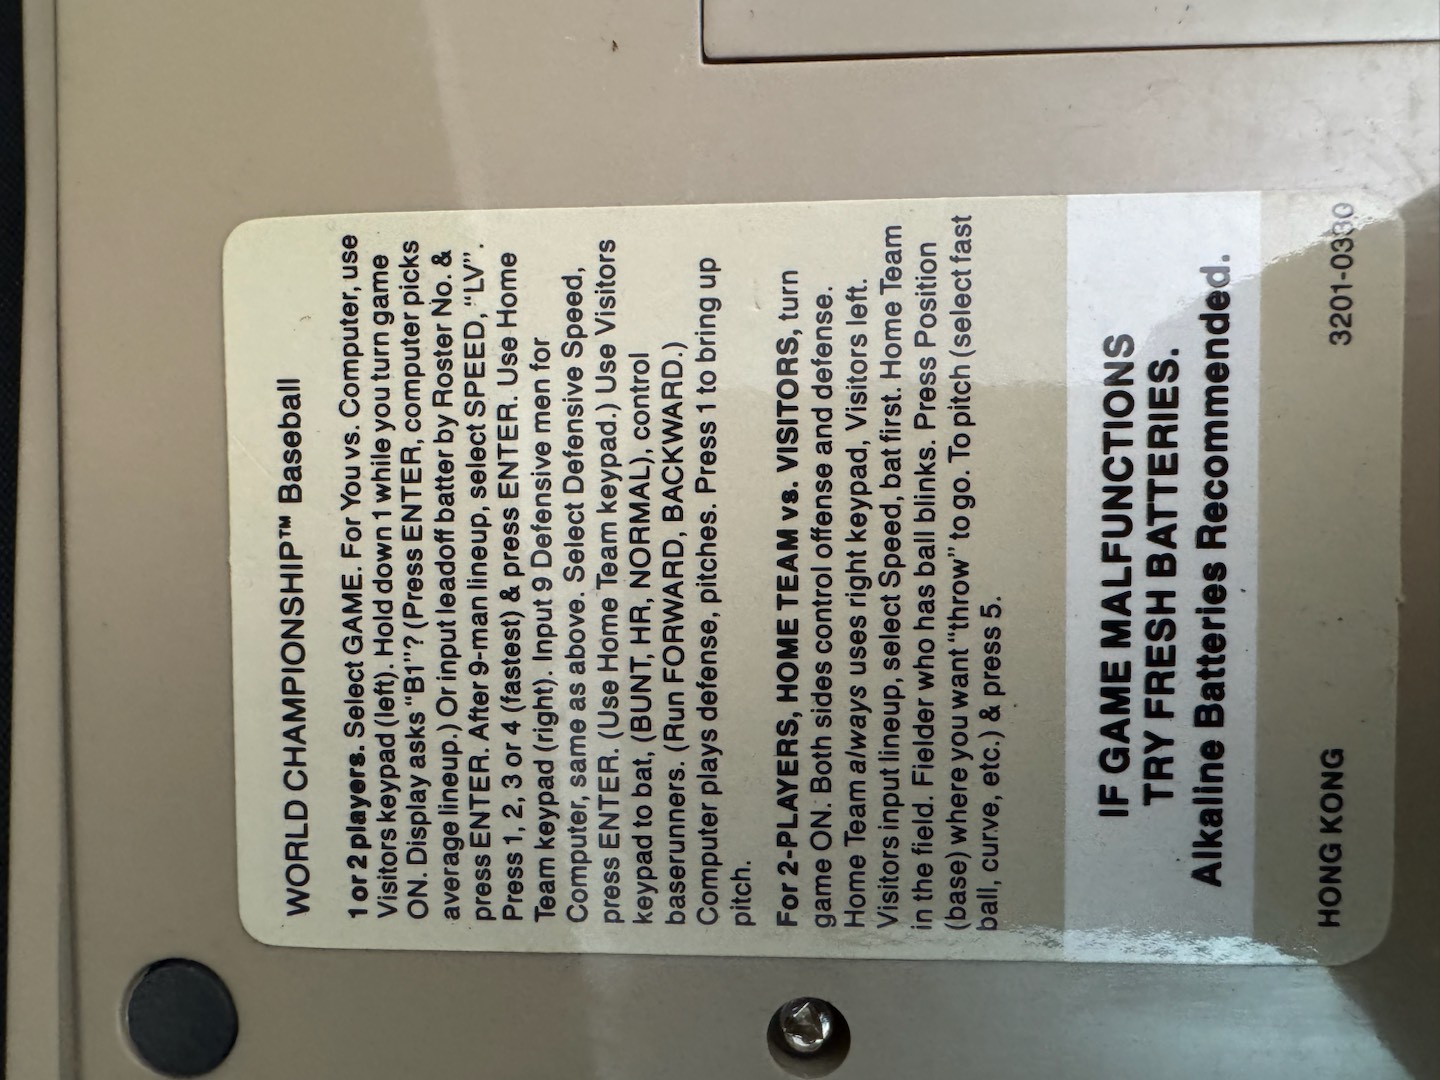 WORLD CHAMPIONSHIP™ Baseball
1 or 2 players. Select GAME. For You vs. Computer, use
Visitors keypad (left). Hold down 1 while you turn game
ON. Display asks "B1"? (Press ENTER, computer picks
average lineup.) Or input leadoff batter by Roster No. &
press ENTER. After 9-man lineup, select SPEED, "LV".
Press 1, 2, 3 or 4 (fastest) & press ENTER. Use Home
Team keypad (right). Input 9 Defensive men for
Computer, same as above. Select Defensive Speed,
press ENTER. (Use Home Team keypad.) Use Visitors
keypad to bat, (BUNT, HR, NORMAL), control
baserunners. (Run FORWARD, BACKWARD.)
Computer plays defense, pitches. Press 1 to bring up
pitch.
For 2-PLAYERS, HOME TEAM vs. VISITORS, turn
game ON. Both sides control offense and defense.
Home Team always uses right keypad, Visitors left.
Visitors input lineup, select Speed, bat first. Home Team
in the field. Fielder who has ball blinks. Press Position
(base) where you want "throw" to go. To pitch (select fast
ball, curve, etc.) & press 5.
IF GAME MALFUNCTIONS
TRY FRESH BATTERIES.
Alkaline Batteries Recommended.
HONG KONG 3201-0330